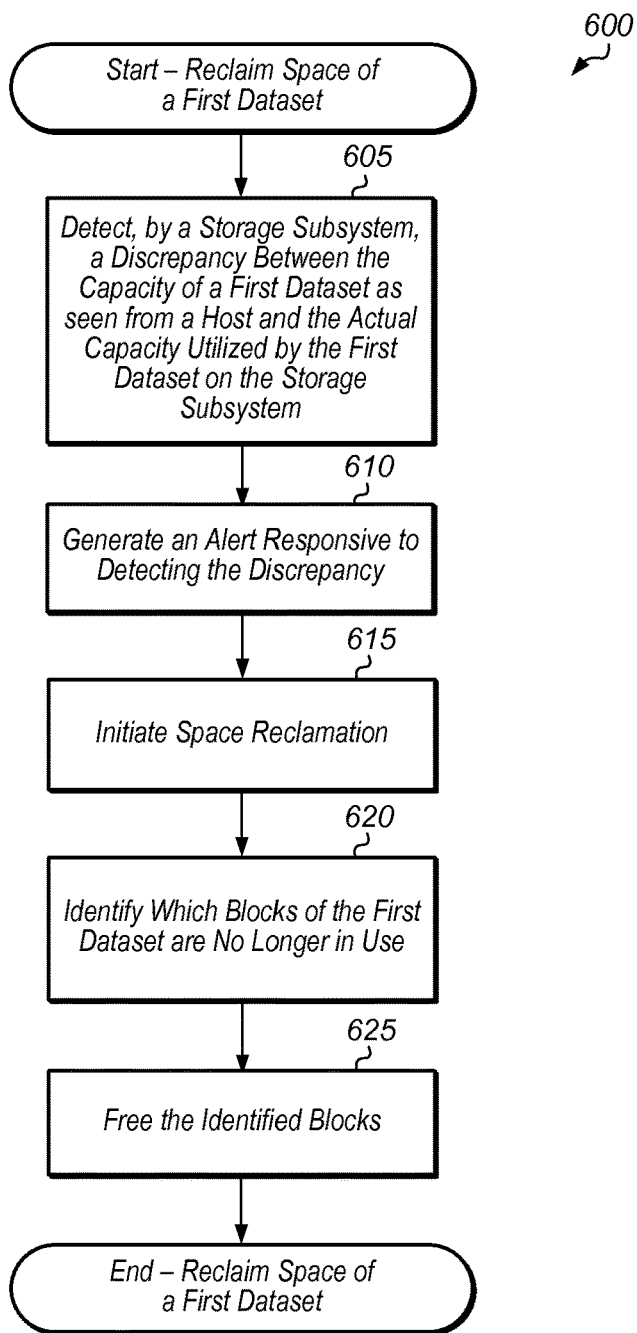 600
Start – Reclaim Space of
a First Dataset
605
Detect, by a Storage Subsystem,
a Discrepancy Between the
Capacity of a First Dataset as
seen from a Host and the Actual
Capacity Utilized by the First
Dataset on the Storage
Subsystem
610
Generate an Alert Responsive to
Detecting the Discrepancy
615
Initiate Space Reclamation
620
Identify Which Blocks of the First
Dataset are No Longer in Use
625
Free the Identified Blocks
End – Reclaim Space of
a First Dataset